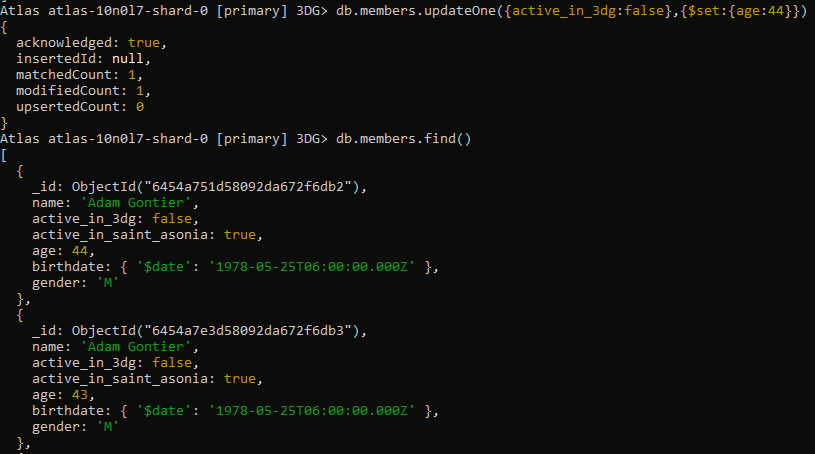 Atlas atlas-10n0l7-shard-0 [primary] 3DG> db.members.updateOne({active_in_3dg:false},{$set:{age:44}})
{
  acknowledged: true,
  insertedId: null,
  matchedCount: 1,
  modifiedCount: 1,
  upsertedCount: 0
}
Atlas atlas-10n0l7-shard-0 [primary] 3DG> db.members.find()
[
  {
    _id: ObjectId("6454a751d58092da672f6db2"),
    name: 'Adam Gontier',
    active_in_3dg: false,
    active_in_saint_asonia: true,
    age: 44,
    birthdate: { '$date': '1978-05-25T06:00:00.000Z' },
    gender: 'M'
  },
  {
    _id: ObjectId("6454a7e3d58092da672f6db3"),
    name: 'Adam Gontier',
    active_in_3dg: false,
    active_in_saint_asonia: true,
    age: 43,
    birthdate: { '$date': '1978-05-25T06:00:00.000Z' },
    gender: 'M'
  },